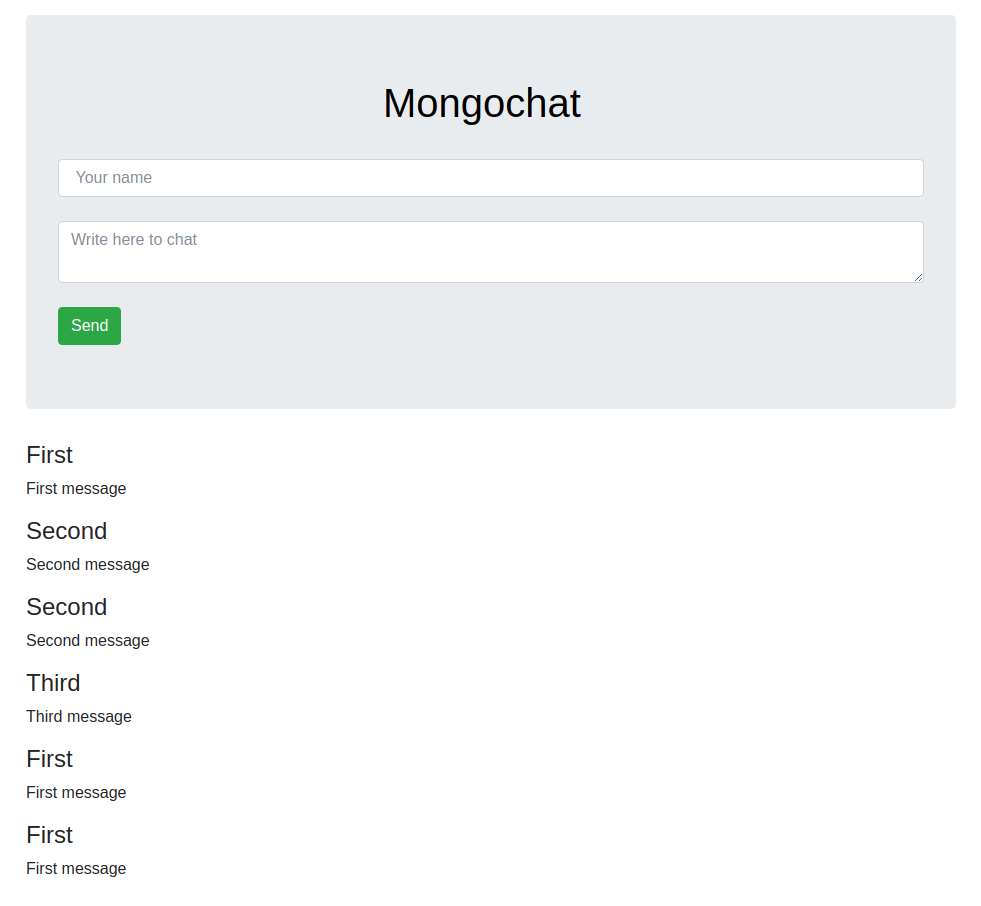 Mongochat
Your name
Write here to chat
Send
First
First message
Second
Second message
Second
Second message
Third
Third message
First
First message
First
First message